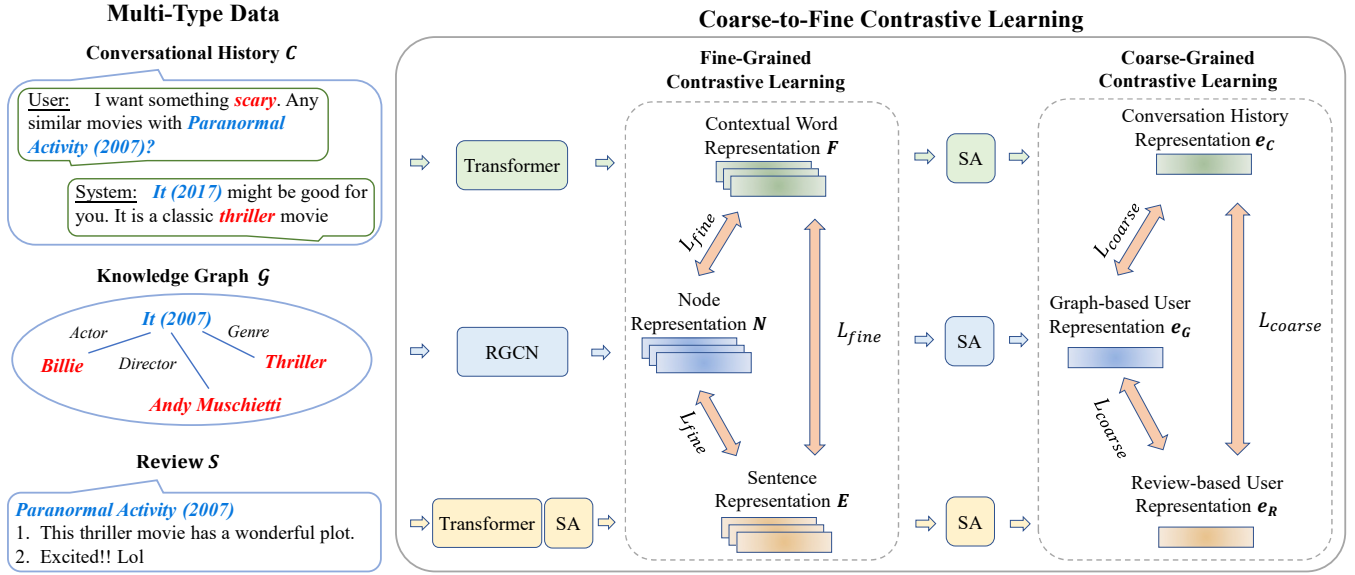 Multi-Type Data
Conversational History C
User: I want something scary. Any
similar movies with Paranormal
Activity (2007)?
System: It (2017) might be good for
you. It is a classic thriller movie
Knowledge Graph G
It (2007)
Actor
Genre
Billie
Director
Thriller
Andy Muschietti
Review S
Paranormal Activity (2007)
1. This thriller movie has a wonderful plot.
2. Excited!! Lol
Coarse-to-Fine Contrastive Learning
Fine-Grained
Contrastive Learning
Coarse-Grained
Contrastive Learning
Transformer
Contextual Word
Representation F
SA
Conversation History
Representation e_C
L_fine
L_coarse
RGCN
Node
Representation N
L_fine
SA
Graph-based User
Representation e_G
L_coarse
L_fine
L_coarse
Transformer
SA
Sentence
Representation E
SA
Review-based User
Representation e_R